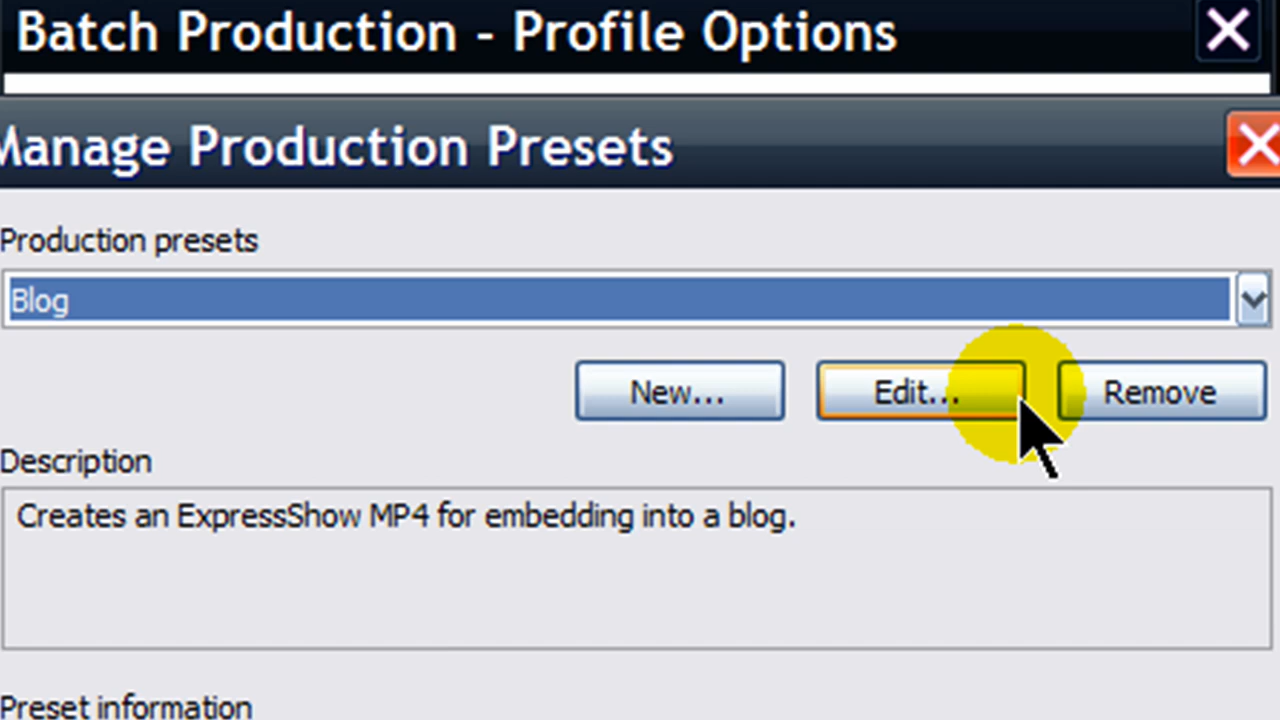 Batch Production - Profile Options
Manage Production Presets
Production presets
Blog
New... Edit... Remove
Description
Creates an ExpressShow MP4 for embedding into a blog.
Preset information